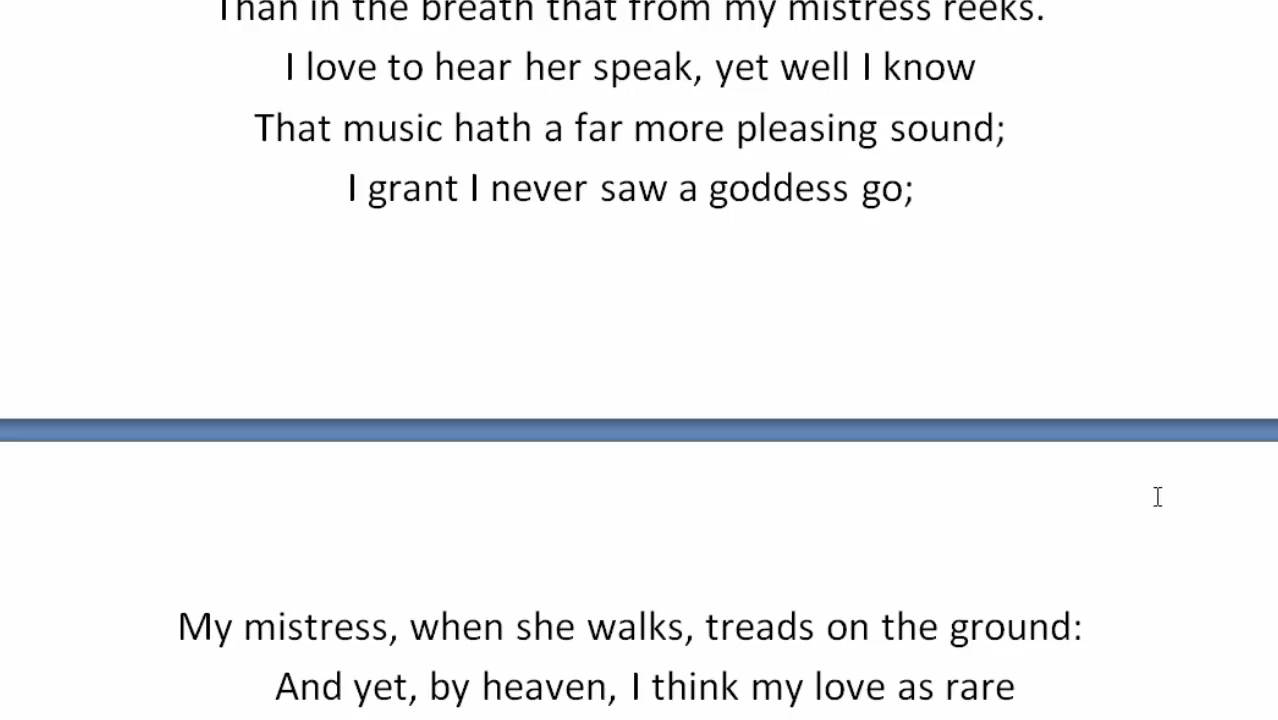 Than in the breath that from my mistress reeks.
I love to hear her speak, yet well I know
That music hath a far more pleasing sound;
I grant I never saw a goddess go;
My mistress, when she walks, treads on the ground:
And yet, by heaven, I think my love as rare